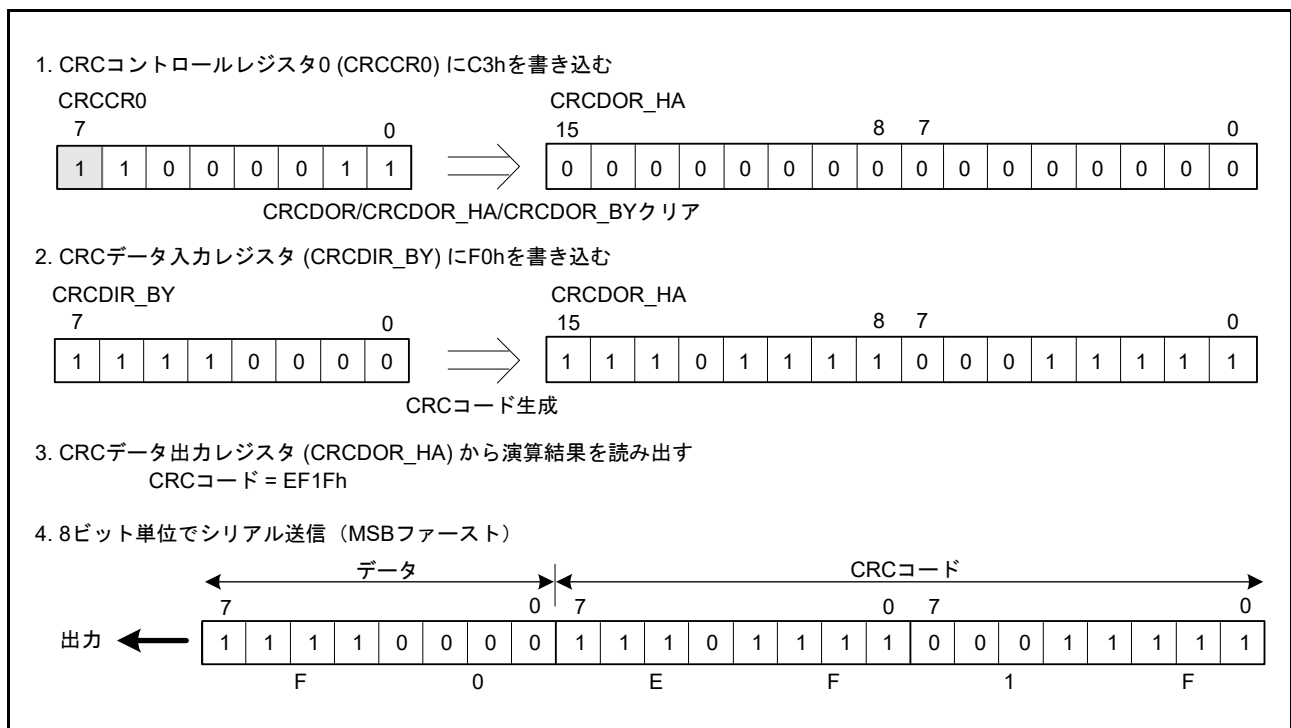 1. CRCコントロールレジスタ0 (CRCCR0) にC3hを書き込む
CRCCR0 CRCDOR_HA
7 0 15 8 7 0
1 1 0 0 0 0 1 1 0 0 0 0 0 0 0 0 0 0 0 0 0 0 0 0
CRCDOR/CRCDOR_HA/CRCDOR_BYクリア
2. CRCデータ入力レジスタ (CRCDIR_BY) にF0hを書き込む
CRCDIR_BY CRCDOR_HA
7 0 15 8 7 0
1 1 1 1 0 0 0 0 1 1 1 0 1 1 1 1 0 0 0 1 1 1 1 1
CRCコード生成
3. CRCデータ出力レジスタ (CRCDOR_HA) から演算結果を読み出す
CRCコード = EF1Fh
4. 8ビット単位でシリアル送信（MSBファースト）
データ CRCコード
7 0 7 0 7 0
出力 1 1 1 1 0 0 0 0 1 1 1 0 1 1 1 1 0 0 0 1 1 1 1 1
F 0 E F 1 F